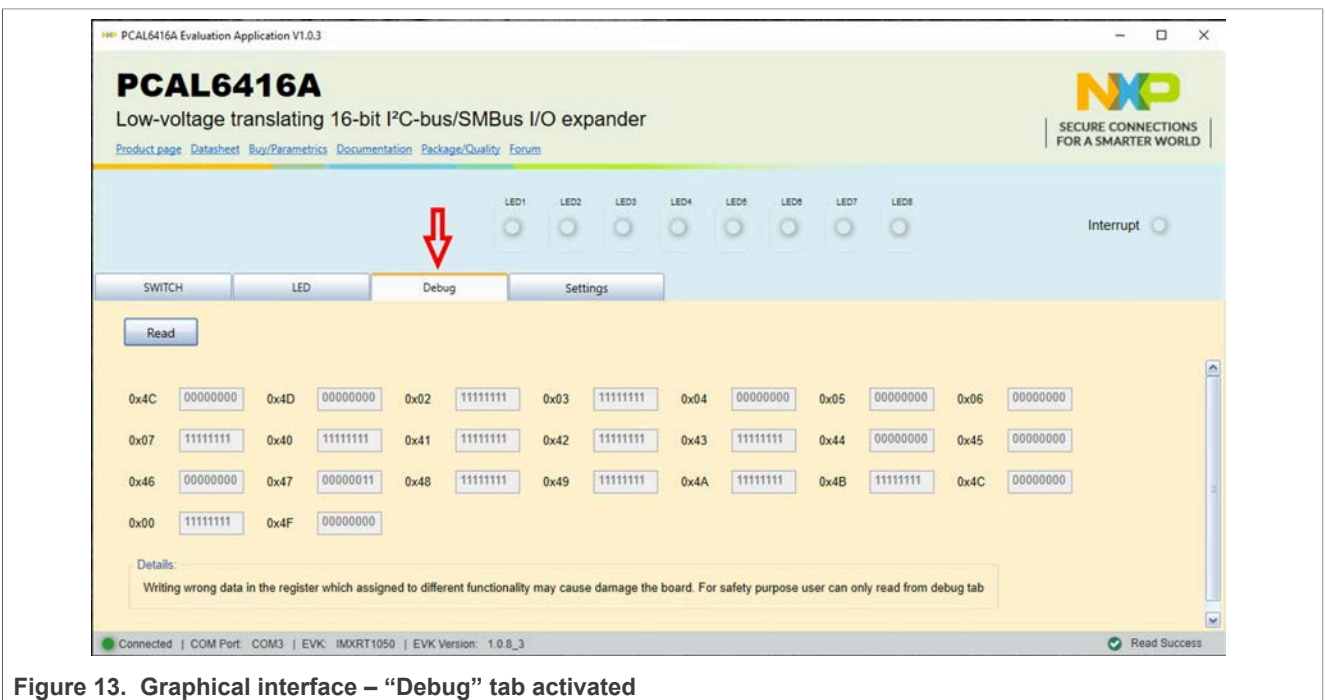 PCAL6416A Evaluation Application V1.0.3
PCAL6416A
Low-voltage translating 16-bit I²C-bus/SMBus I/O expander
Product page Datasheet Buy/Parametrics Documentation Package/Quality Forum
NXP
SECURE CONNECTIONS
FOR A SMARTER WORLD
LED1 LED2 LED3 LED4 LED5 LED6 LED7 LED8
Interrupt
SWITCH LED Debug Settings
Read
0x4C 00000000 0x4D 00000000 0x02 11111111 0x03 11111111 0x04 00000000 0x05 00000000 0x06 00000000
0x07 11111111 0x40 11111111 0x41 11111111 0x42 11111111 0x43 11111111 0x44 00000000 0x45 00000000
0x46 00000000 0x47 00000011 0x48 11111111 0x49 11111111 0x4A 11111111 0x4B 11111111 0x4C 00000000
0x00 11111111 0x4F 00000000
Details:
Writing wrong data in the register which assigned to different functionality may cause damage the board. For safety purpose user can only read from debug tab
Connected | COM Port: COM3 | EVK: IMXRT1050 | EVK Version: 1.0.8_3
Read Success
Figure 13. Graphical interface – “Debug” tab activated